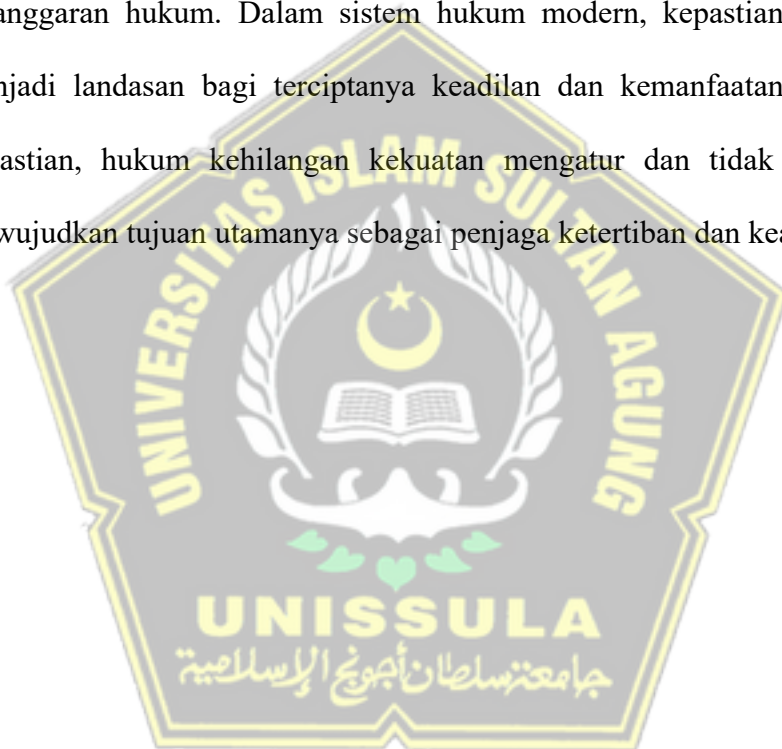 anggaran hukum. Dalam sistem hukum modern, kepastian
njadi landasan bagi terciptanya keadilan dan kemanfaatan
pastian, hukum kehilangan kekuatan mengatur dan tidak
wujudkan tujuan utamanya sebagai penjaga ketertiban dan kea
UNIVERSITAS ISLAM SULTAN AGUNG
UNISSULA
جامعة سلطان أجونج الإسلامية